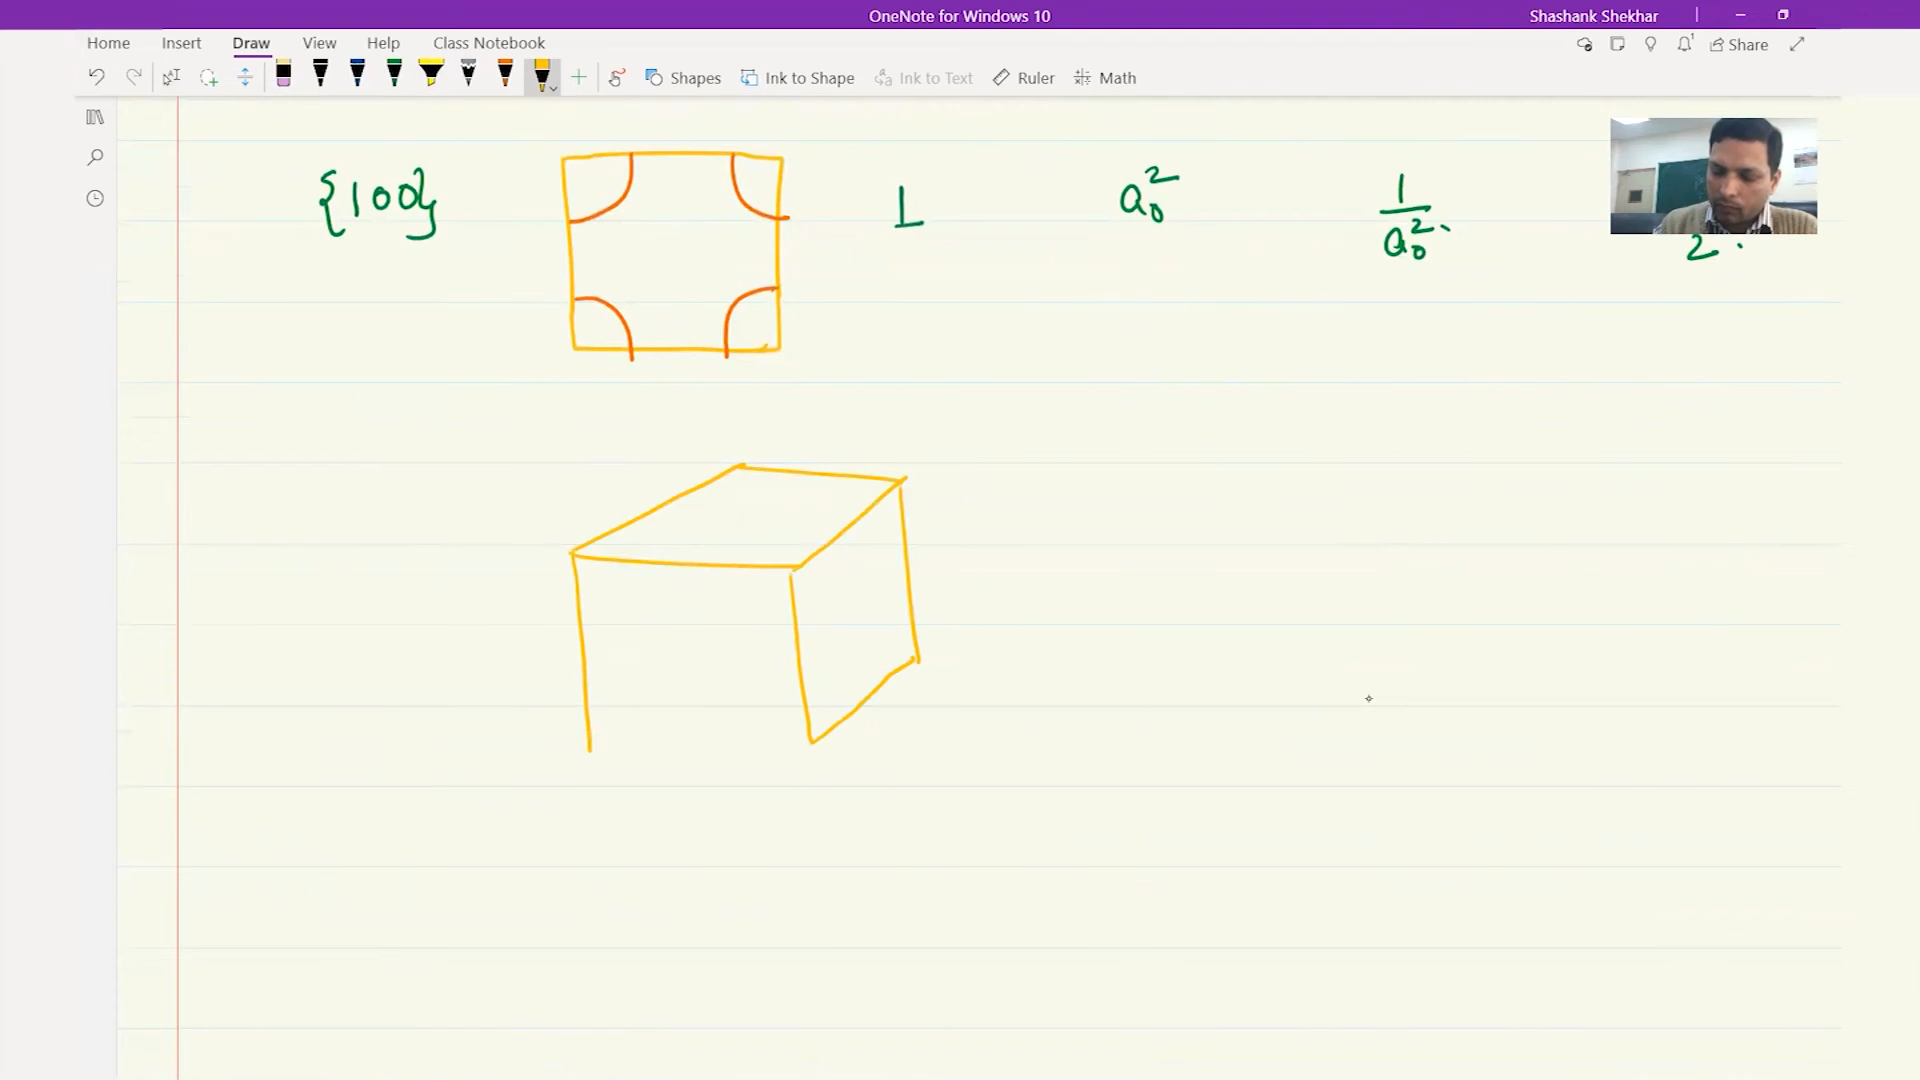 OneNote for Windows 10
Shashank Shekhar
Home Insert Draw View Help Class Notebook
Share
Shapes Ink to Shape Ink to Text Ruler Math
{100} 1 a₀² 1/a₀² 2